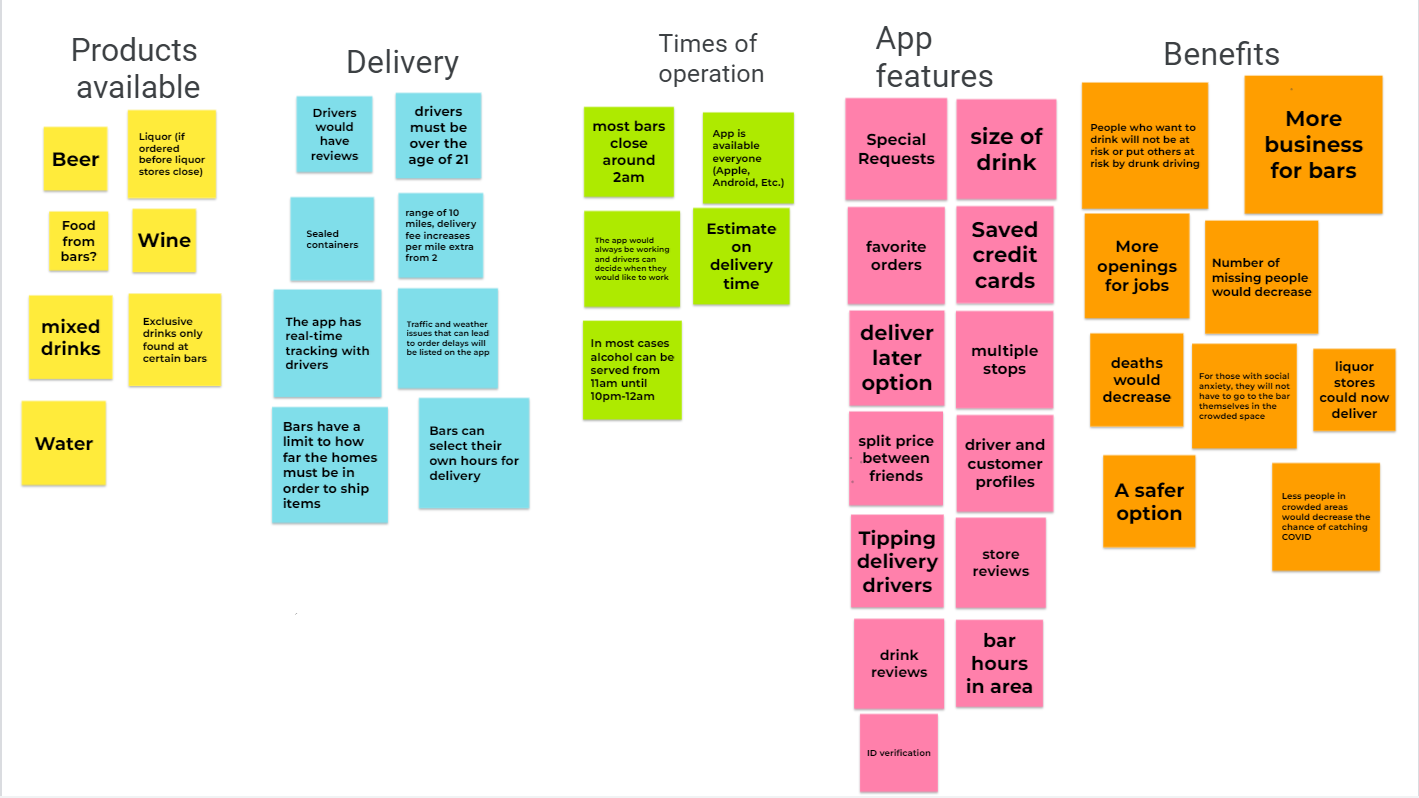 Products
available
Beer
Liquor (if
ordered
before liquor
stores close)
Food
from
bars?
Wine
mixed
drinks
Exclusive
drinks only
found at
certain bars
Water
Delivery
Drivers
would
have
reviews
drivers
must be
over the
age of 21
Sealed
containers
range of 10
miles, delivery
fee increases
per mile extra
from 2
The app has
real-time
tracking with
drivers
Traffic and weather
issues that can lead
to order delays will
be listed on the app
Bars have a
limit to how
far the homes
must be in
order to ship
items
Bars can
select their
own hours for
delivery
Times of
operation
most bars
close
around
2am
App is
available
everyone
(Apple,
Android, Etc.)
The app would
always be working
and drivers can
decide when they
would like to work
Estimate
on
delivery
time
In most cases
alcohol can be
served from
11am until
10pm-12am
App
features
Special
Requests
size of
drink
favorite
orders
Saved
credit
cards
deliver
later
option
multiple
stops
split price
between
friends
driver and
customer
profiles
Tipping
delivery
drivers
store
reviews
drink
reviews
bar
hours
in area
ID verification
Benefits
People who want to
drink will not be at
risk or put others at
risk by drunk driving
More
business
for bars
More
openings
for jobs
Number of
missing people
would decrease
deaths
would
decrease
For those with social
anxiety, they will not
have to go to the bar
themselves in the
crowded space
liquor
stores
could now
deliver
A safer
option
Less people in
crowded areas
would decrease the
chance of catching
COVID